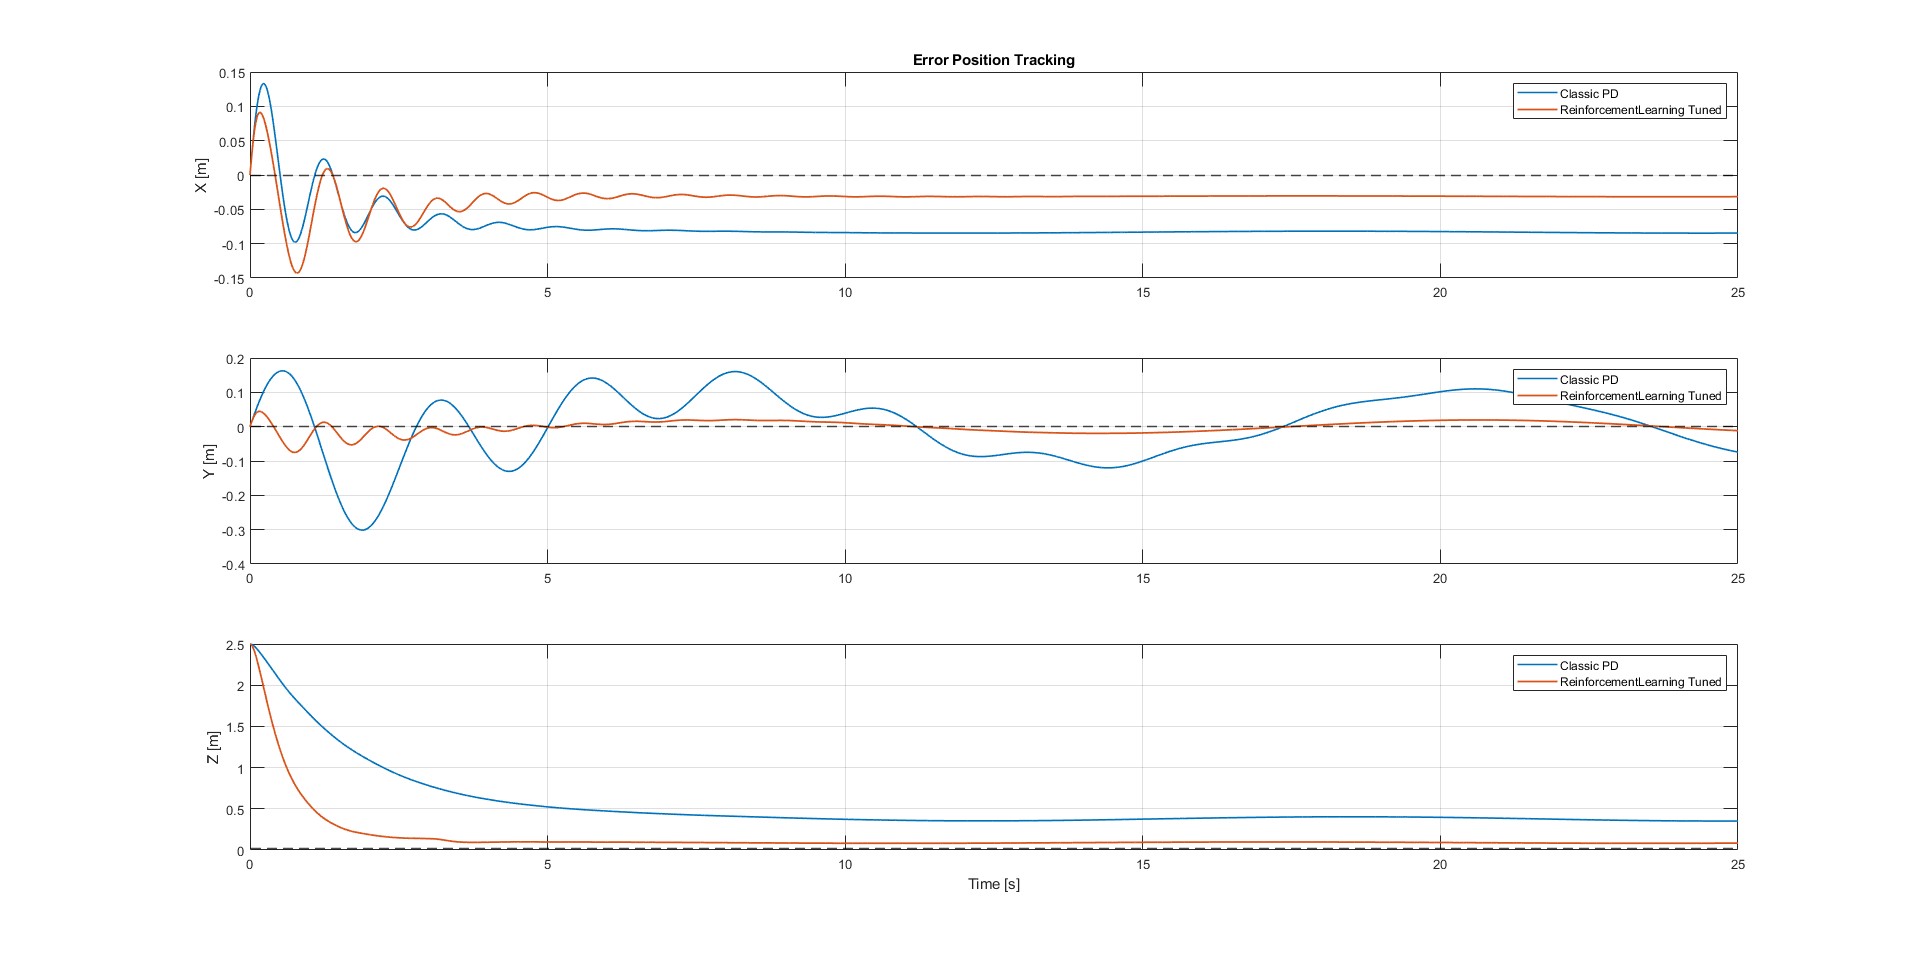 Error Position Tracking
0.15
0.1
0.05
0
-0.05
-0.1
-0.15
X [m]
Classic PD
ReinforcementLearning Tuned
0 5 10 15 20 25
0.2
0.1
0
-0.1
-0.2
-0.3
-0.4
Y [m]
Classic PD
ReinforcementLearning Tuned
0 5 10 15 20 25
2.5
2
1.5
1
0.5
0
Z [m]
Classic PD
ReinforcementLearning Tuned
0 5 10 15 20 25
Time [s]